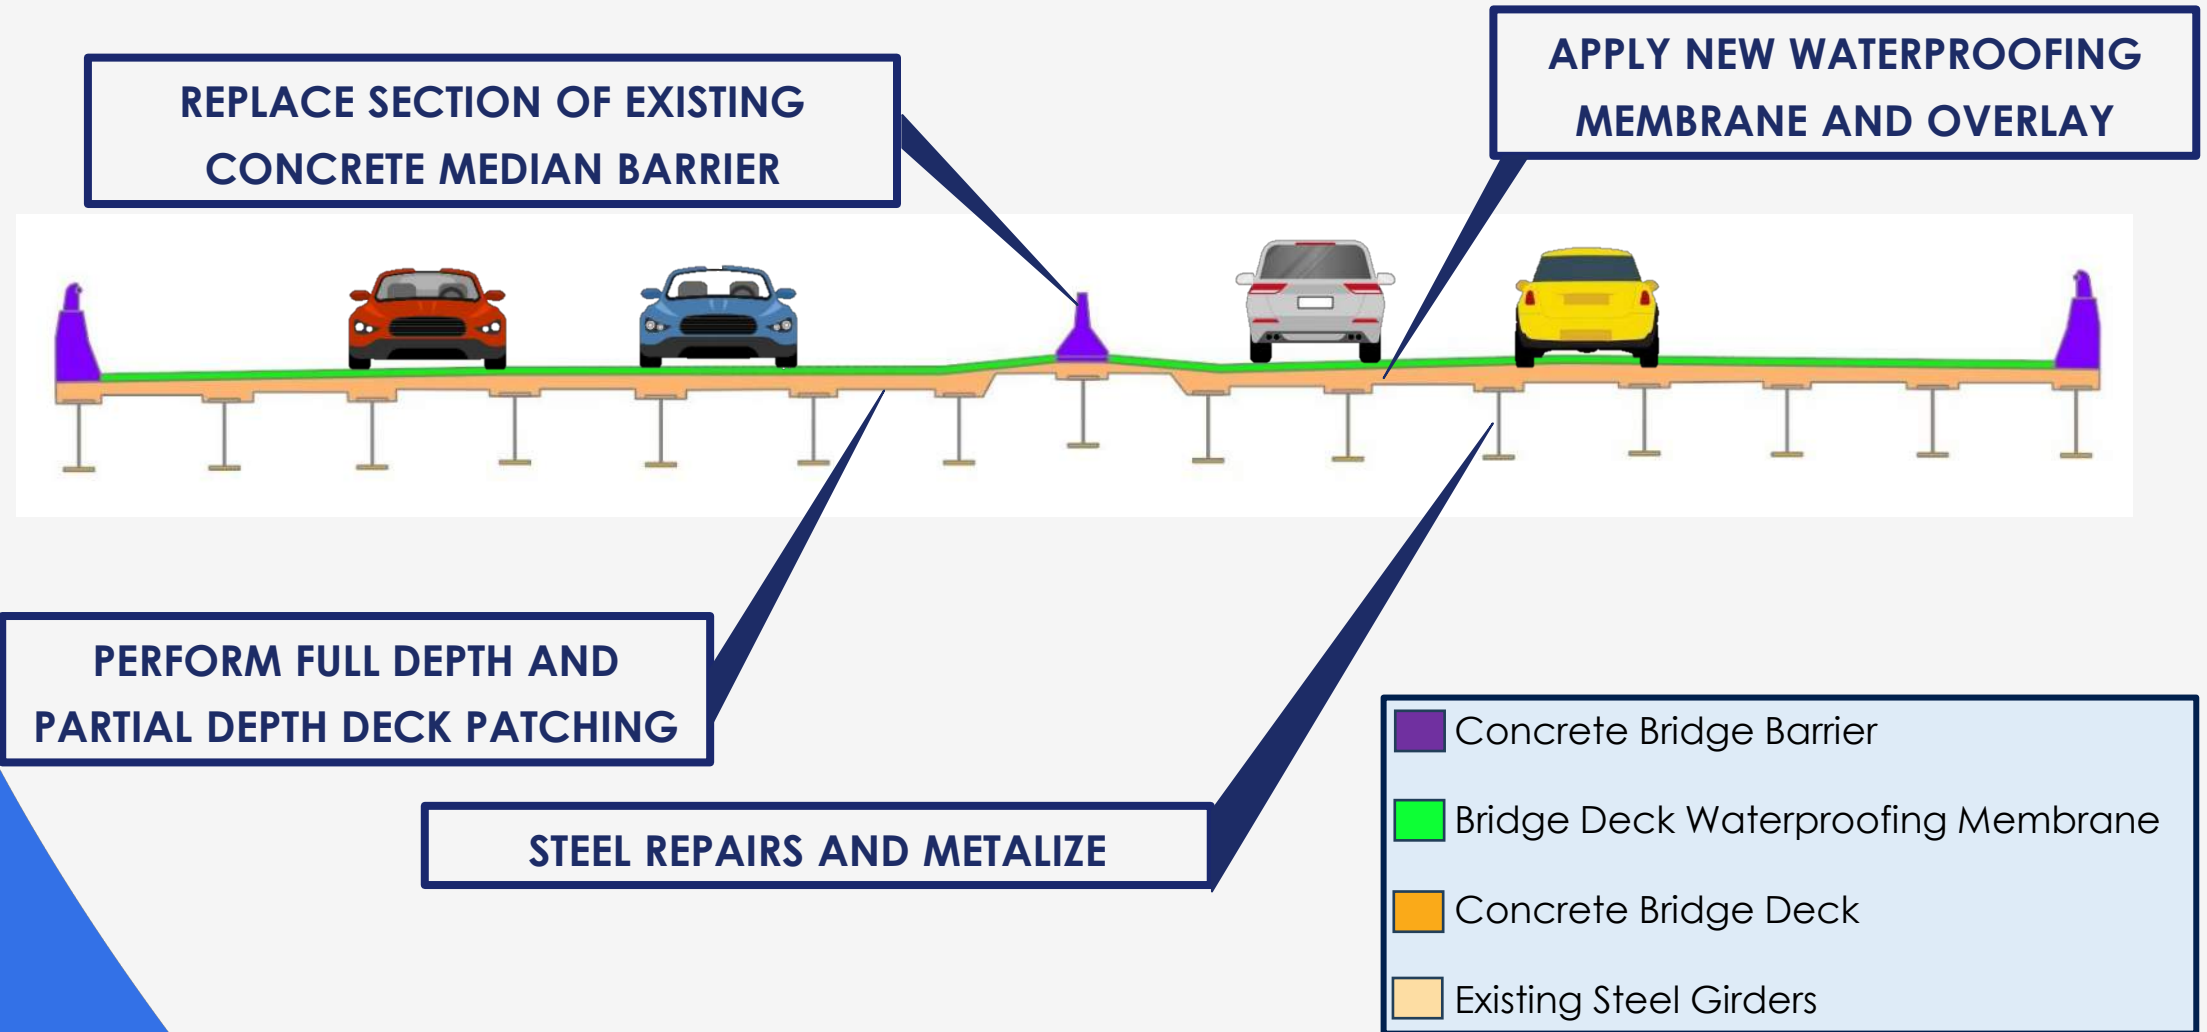 REPLACE SECTION OF EXISTING
CONCRETE MEDIAN BARRIER
APPLY NEW WATERPROOFING
MEMBRANE AND OVERLAY
PERFORM FULL DEPTH AND
PARTIAL DEPTH DECK PATCHING
STEEL REPAIRS AND METALIZE
Concrete Bridge Barrier
Bridge Deck Waterproofing Membrane
Concrete Bridge Deck
Existing Steel Girders